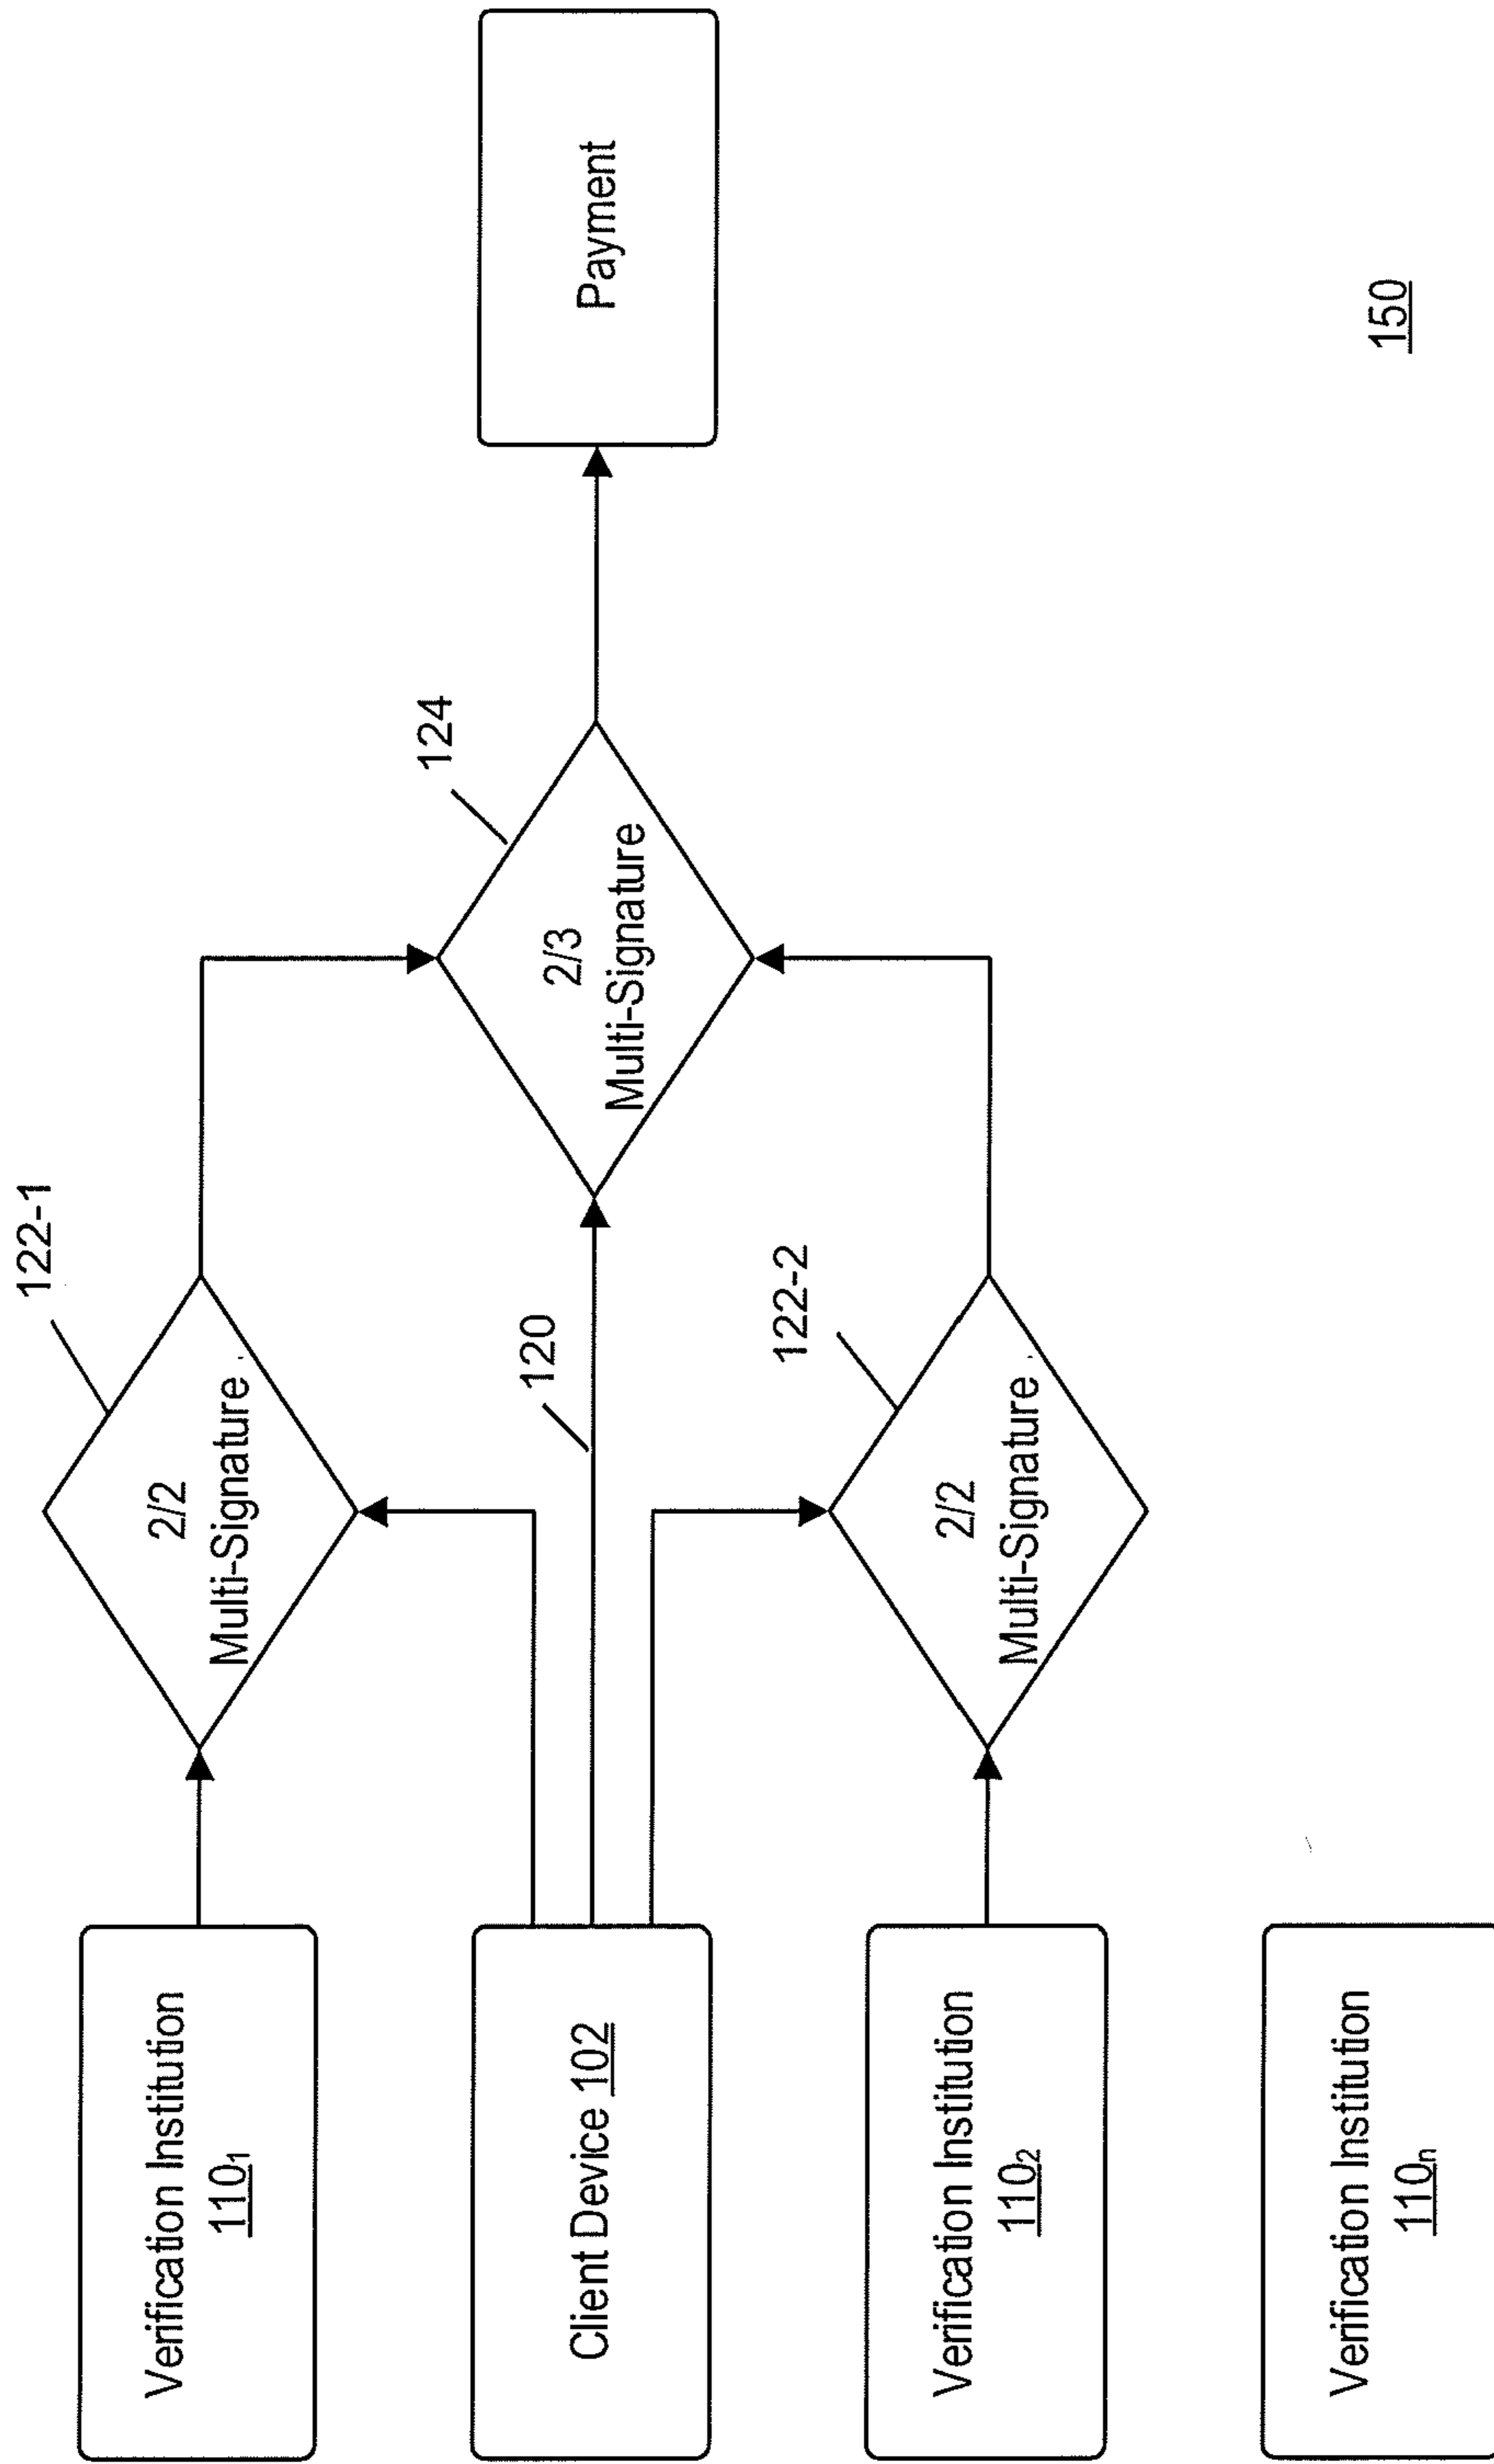 Verification Institution
110₁
Client Device 102
Verification Institution
110₂
Verification Institution
110ₙ
2/2
Multi-Signature
122-1
120
2/2
Multi-Signature
122-2
2/3
Multi-Signature
124
Payment
150